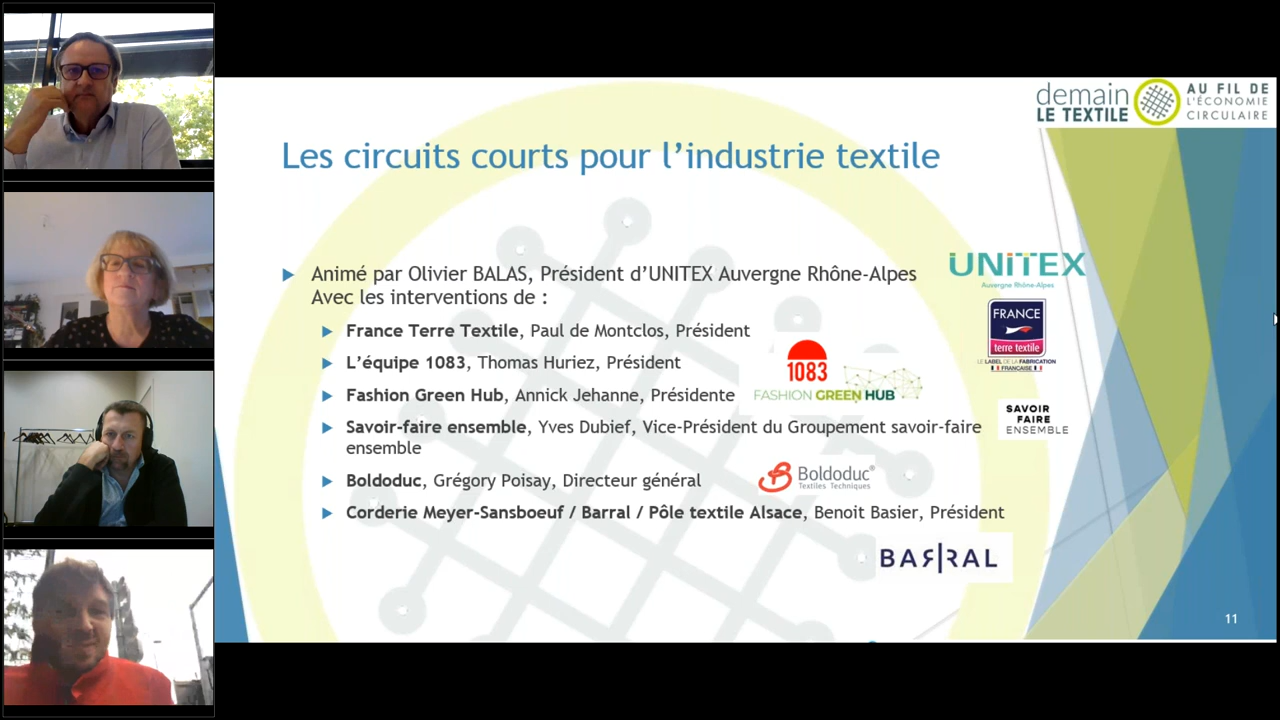 demain
LE TEXTILE
AU FIL DE
L'ÉCONOMIE
CIRCULAIRE
Les circuits courts pour l'industrie textile
Animé par Olivier BALAS, Président d'UNITEX Auvergne Rhône-Alpes
Avec les interventions de :
UNITEX
Auvergne Rhône-Alpes
France Terre Textile, Paul de Montclos, Président
FRANCE
terre textile
LE LABEL DE LA FABRICATION
FRANÇAISE
L'équipe 1083, Thomas Huriez, Président
1083
Fashion Green Hub, Annick Jehanne, Présidente
FASHION GREEN HUB
Savoir-faire ensemble, Yves Dubief, Vice-Président du Groupement savoir-faire
ensemble
SAVOIR
FAIRE
ENSEMBLE
Boldoduc, Grégory Poisay, Directeur général
Boldoduc®
Textiles Techniques
Corderie Meyer-Sansboeuf / Barral / Pôle textile Alsace, Benoit Basier, Président
BARRAL
11